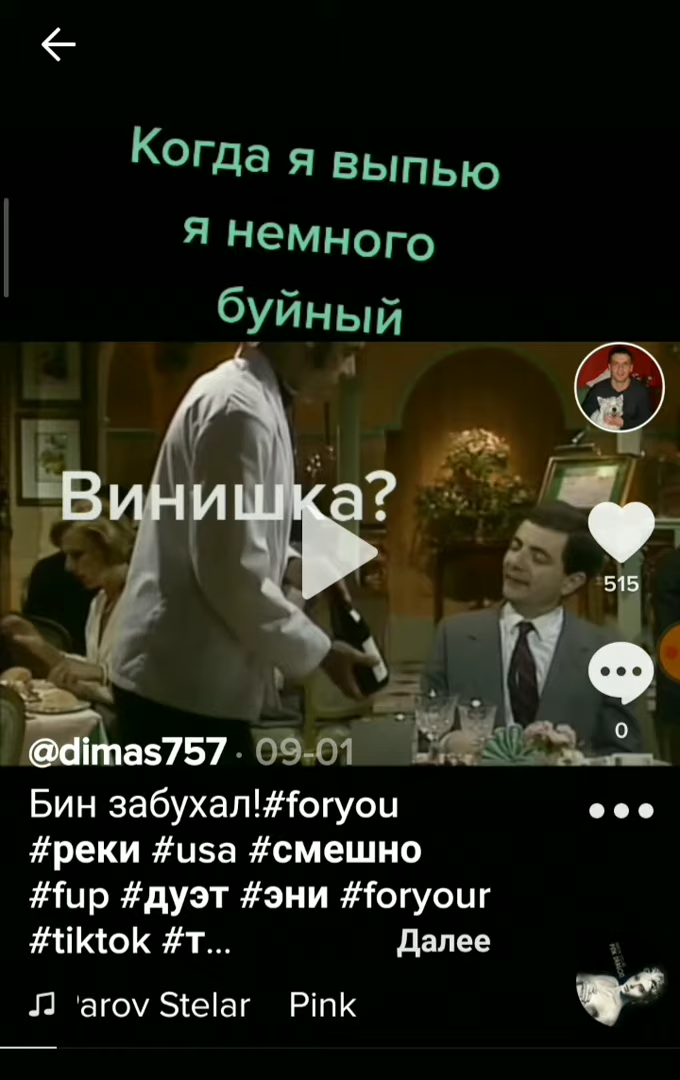 Когда я выпью
я немного
буйный
Винишка?
515
0
@dimas757 · 09-01
Бин забухал!#foryou
#реки #usa #смешно
#fup #дуэт #эни #foryour
#tiktok #т... Далее
'arov Stelar Pink